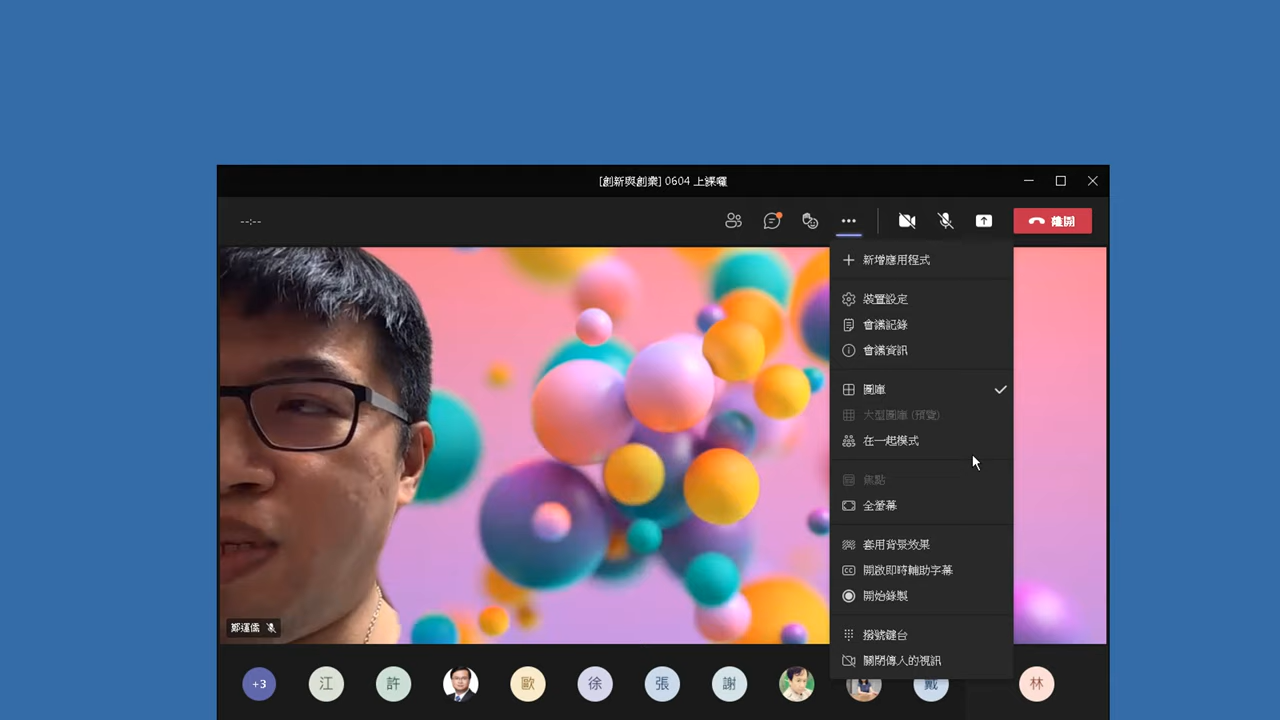 [創新與創業] 0604 上課囉
--:--
離開
新增應用程式
裝置設定
會議記錄
會議資訊
圖庫
大型圖庫 (預覽)
在一起模式
焦點
全螢幕
套用背景效果
CC 開啟即時輔助字幕
開始錄製
撥號鍵台
關閉傳入的視訊
鄭運儒
+3 江 許 歐 徐 張 謝 戴 林